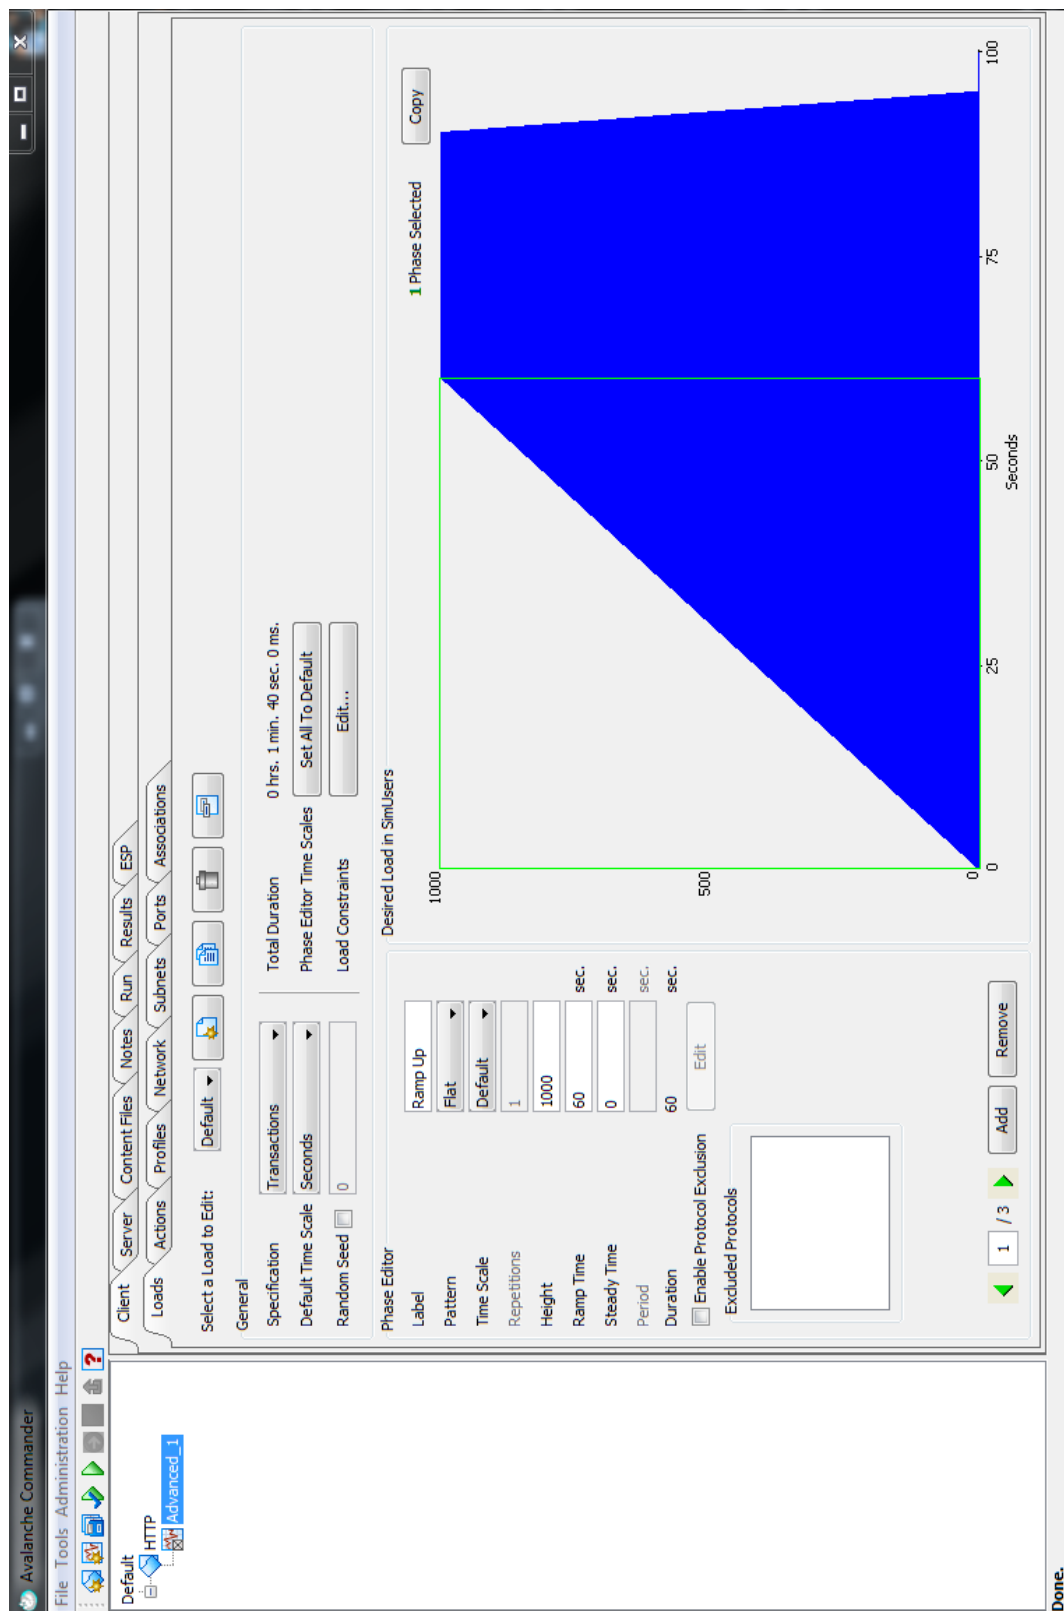 Avalanche Commander
File Tools Administration Help
Default
HTTP
Advanced_1
Client Server Content Files Notes Run Results ESP
Loads Actions Profiles Network Subnets Ports Associations
Select a Load to Edit: Default
General
Specification Transactions Total Duration 0 hrs. 1 min. 40 sec. 0 ms.
Default Time Scale Seconds Phase Editor Time Scales Set All To Default
Random Seed 0 Load Constraints Edit...
Phase Editor
Label Ramp Up
Pattern Flat
Time Scale Default
Repetitions 1
Height 1000
Ramp Time 60 sec.
Steady Time 0 sec.
Period sec.
Duration 60 sec.
Enable Protocol Exclusion Edit
Excluded Protocols
1 / 3 Add Remove
Desired Load in SimUsers
1 Phase Selected Copy
1000
500
0
0 25 50 75 100
Seconds
Done.